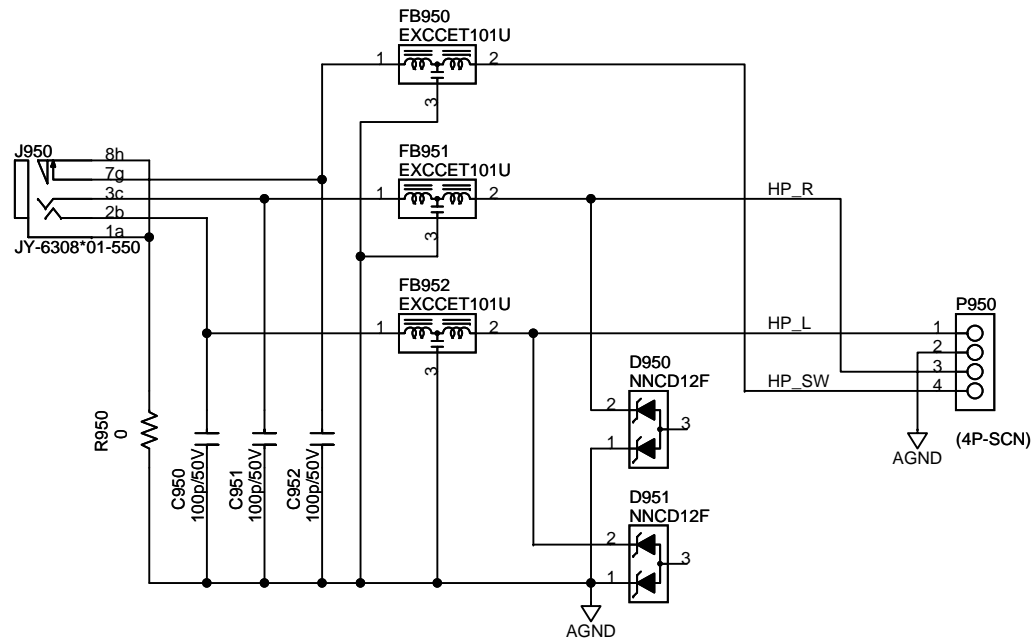 FB950
EXCCET101U
1
2
3
J950
8h
7g
3c
2b
1a
JY-6308*01-550
FB951
EXCCET101U
1
2
3
HP_R
FB952
EXCCET101U
1
2
3
HP_L
HP_SW
P950
1
2
3
4
(4P-SCN)
AGND
D950
NNCD12F
2
1
3
D951
NNCD12F
2
1
3
R950
0
C950
100p/50V
C951
100p/50V
C952
100p/50V
AGND